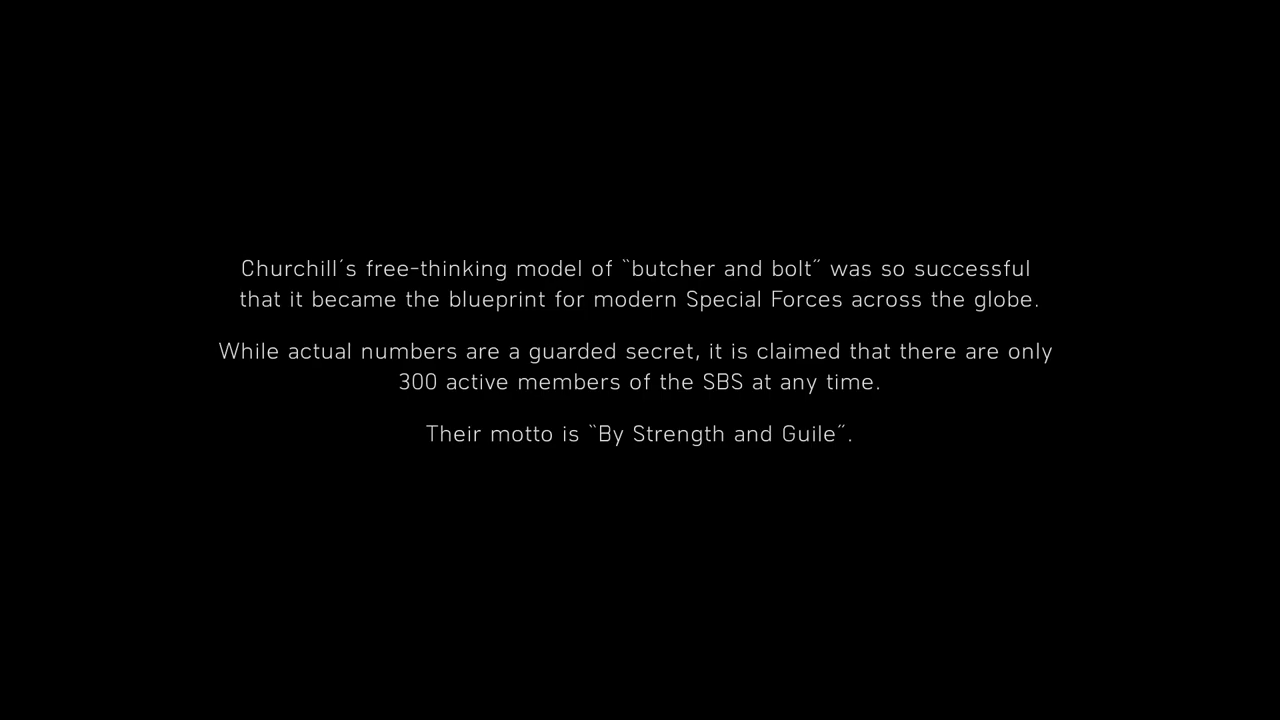 Churchill´s free-thinking model of ``butcher and bolt˝ was so successful
that it became the blueprint for modern Special Forces across the globe.
While actual numbers are a guarded secret, it is claimed that there are only
300 active members of the SBS at any time.
Their motto is ``By Strength and Guile˝.